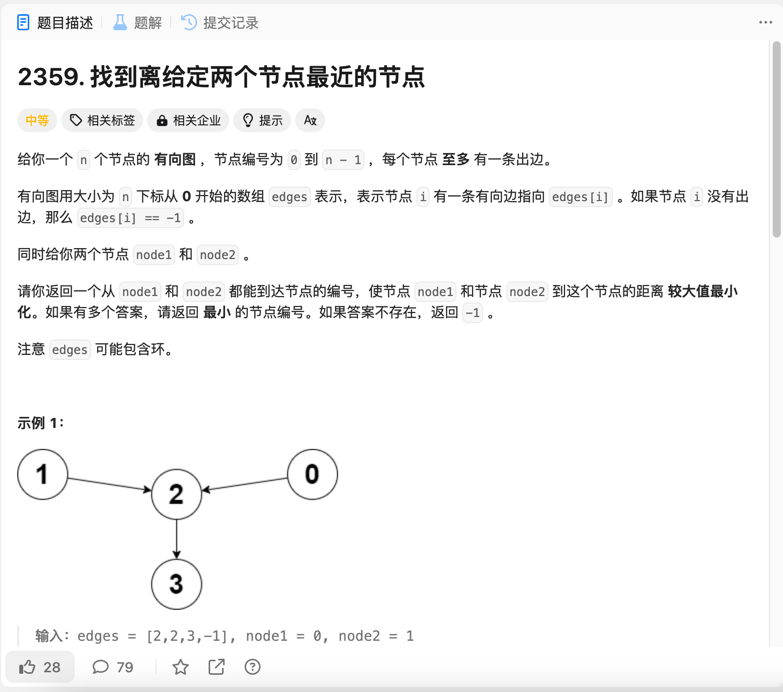 题目描述 题解 提交记录
2359. 找到离给定两个节点最近的节点
中等 相关标签 相关企业 提示
给你一个 n 个节点的 有向图 ，节点编号为 0 到 n - 1 ，每个节点 至多 有一条出边。
有向图用大小为 n 下标从 0 开始的数组 edges 表示，表示节点 i 有一条有向边指向 edges[i] 。如果节点 i 没有出
边，那么 edges[i] == -1 。
同时给你两个节点 node1 和 node2 。
请你返回一个从 node1 和 node2 都能到达节点的编号，使节点 node1 和节点 node2 到这个节点的距离 较大值最小
化。如果有多个答案，请返回 最小 的节点编号。如果答案不存在，返回 -1 。
注意 edges 可能包含环。
示例 1：
1 2 0
3
输入：edges = [2,2,3,-1], node1 = 0, node2 = 1
28 79